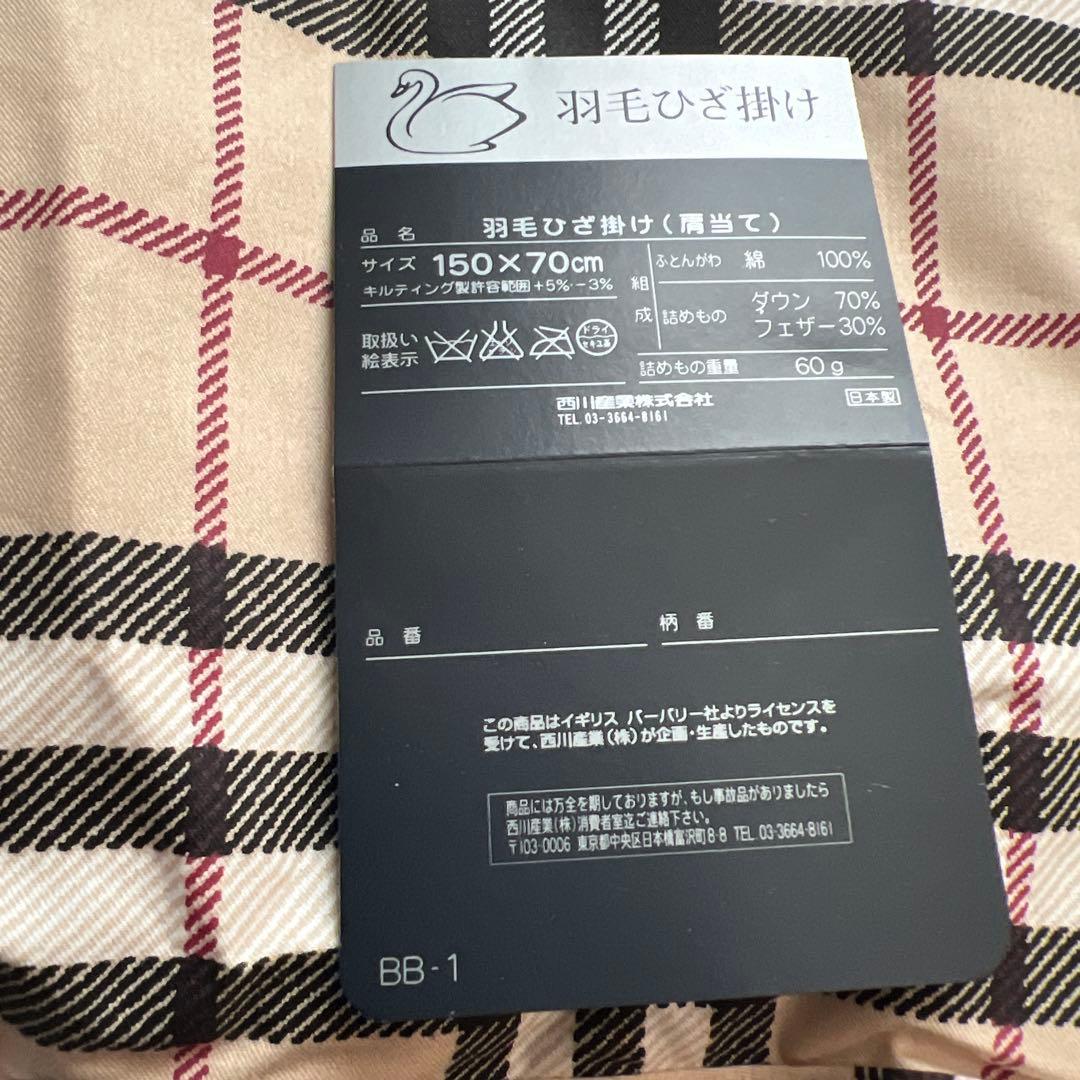 羽毛ひざ掛け
品名 羽毛ひざ掛け(肩当て)
サイズ 150×70cm
キルティング製許容範囲+5%·−3%
取扱い
絵表示
ドライ
セキユ系
組成
ふとんがわ 綿 100%
詰めもの ダウン 70%
フェザー30%
詰めもの重量 60g
西川産業株式会社
TEL.03-3664-8161
日本製
品番
柄番
この商品はイギリス バーバリー社よりライセンスを
受けて、西川産業(株)が企画・生産したものです。
商品には万全を期しておりますが、もし事故品がありましたら
西川産業(株)消費者室迄ご連絡下さい。
〒103-0006 東京都中央区日本橋富沢町8-8 TEL 03-3664-8161
BB-1